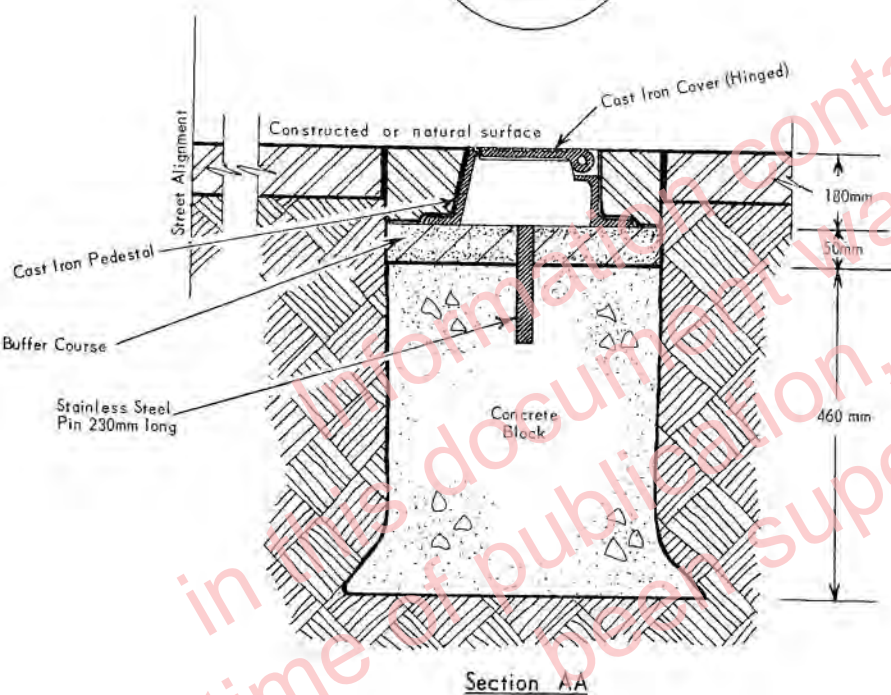 Cast Iron Cover (Hinged)
Constructed or natural surface
Street Alignment
180mm
50mm
Cast Iron Pedestal
Buffer Course
Stainless Steel
Pin 230mm long
Concrete
Block
460 mm
Section AA
Information conta
in this document wa
time of publication.
been supe